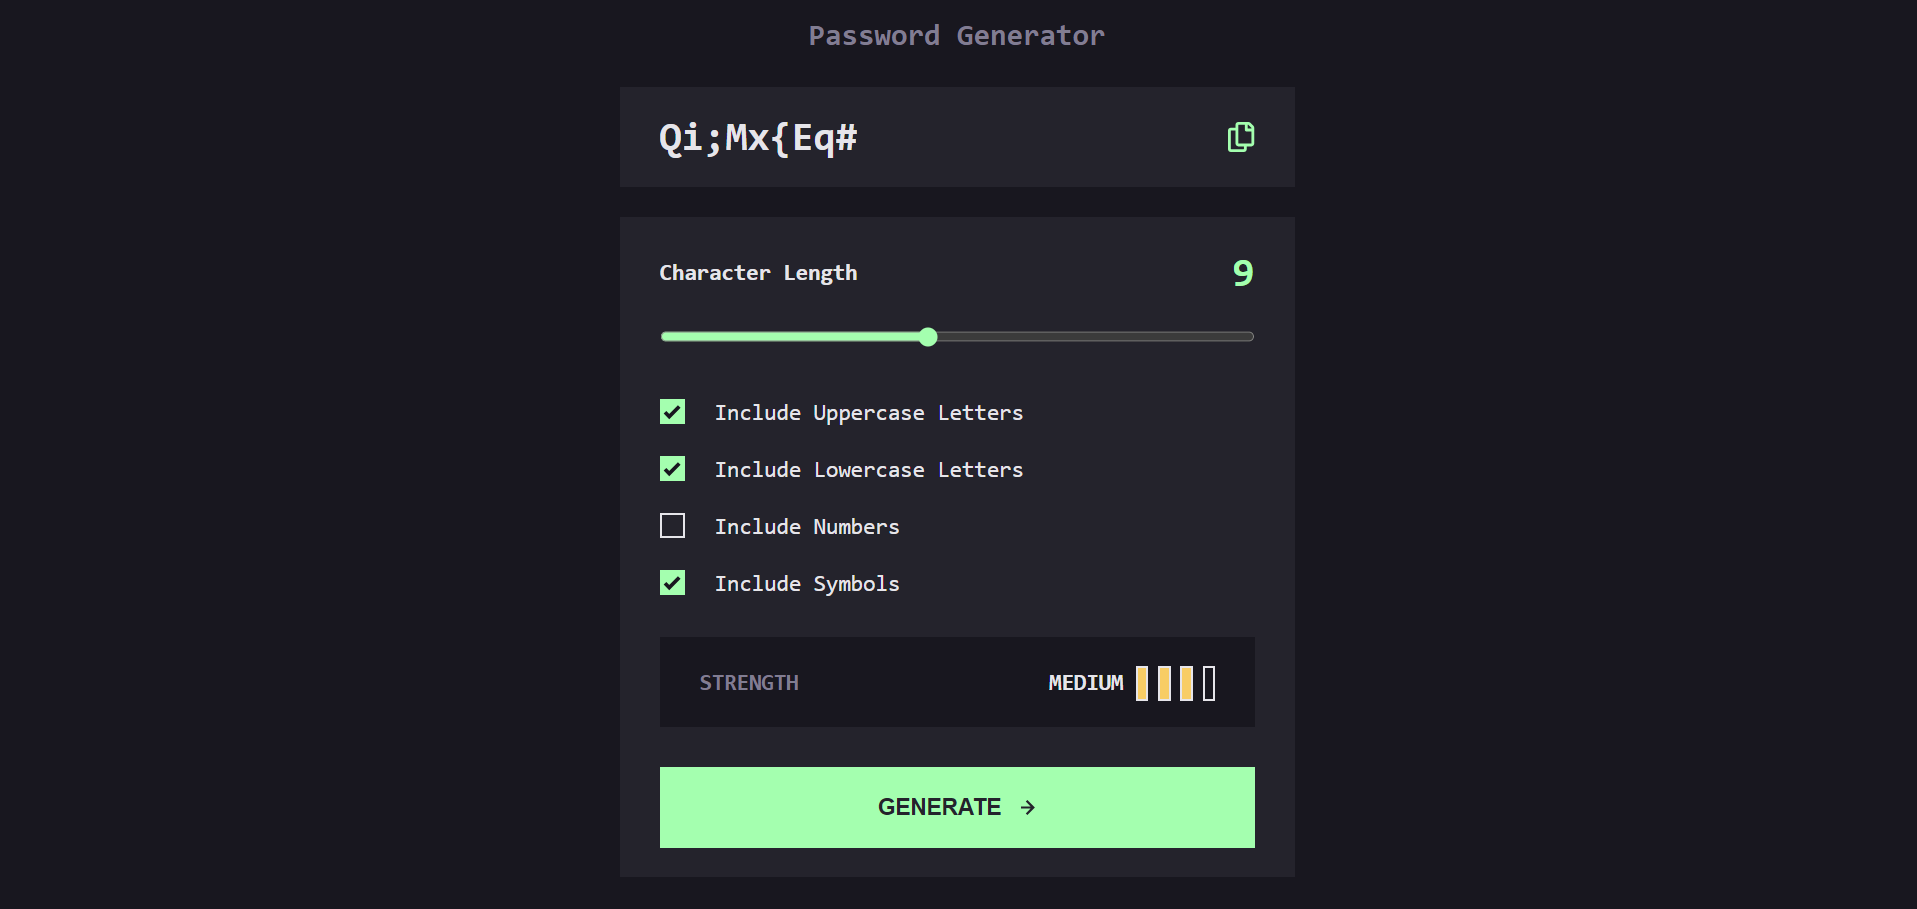 Password Generator
Qi;Mx{Eq#
Character Length 9
Include Uppercase Letters
Include Lowercase Letters
Include Numbers
Include Symbols
STRENGTH MEDIUM
GENERATE →